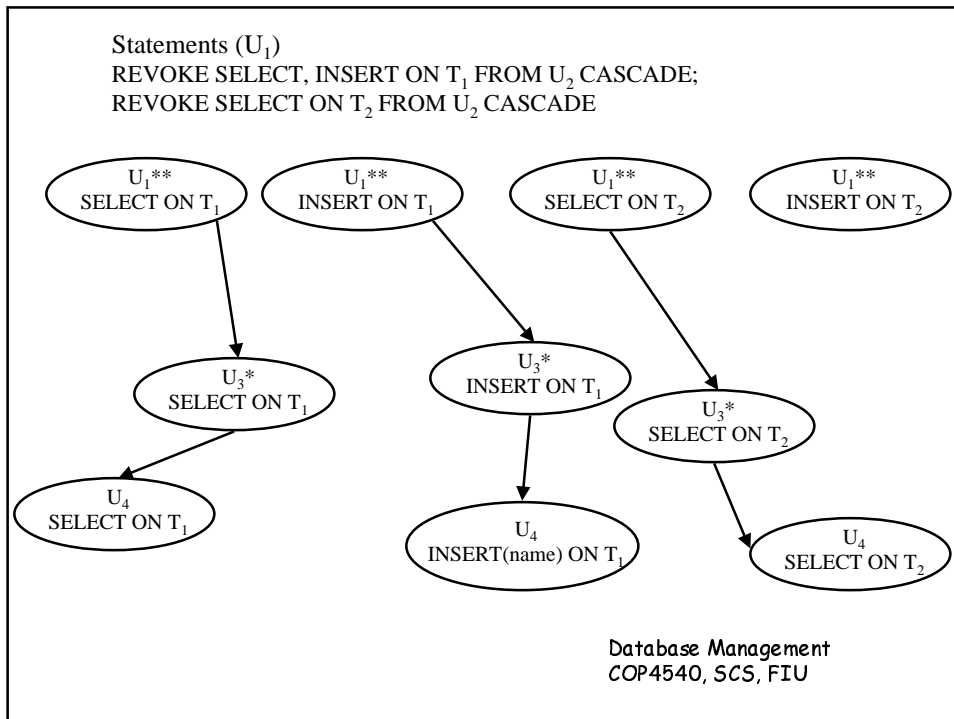 Statements (U₁)
REVOKE SELECT, INSERT ON T₁ FROM U₂ CASCADE;
REVOKE SELECT ON T₂ FROM U₂ CASCADE
U₁**
SELECT ON T₁
U₁**
INSERT ON T₁
U₁**
SELECT ON T₂
U₁**
INSERT ON T₂
U₃*
SELECT ON T₁
U₃*
INSERT ON T₁
U₃*
SELECT ON T₂
U₄
SELECT ON T₁
U₄
INSERT(name) ON T₁
U₄
SELECT ON T₂
Database Management
COP4540, SCS, FIU